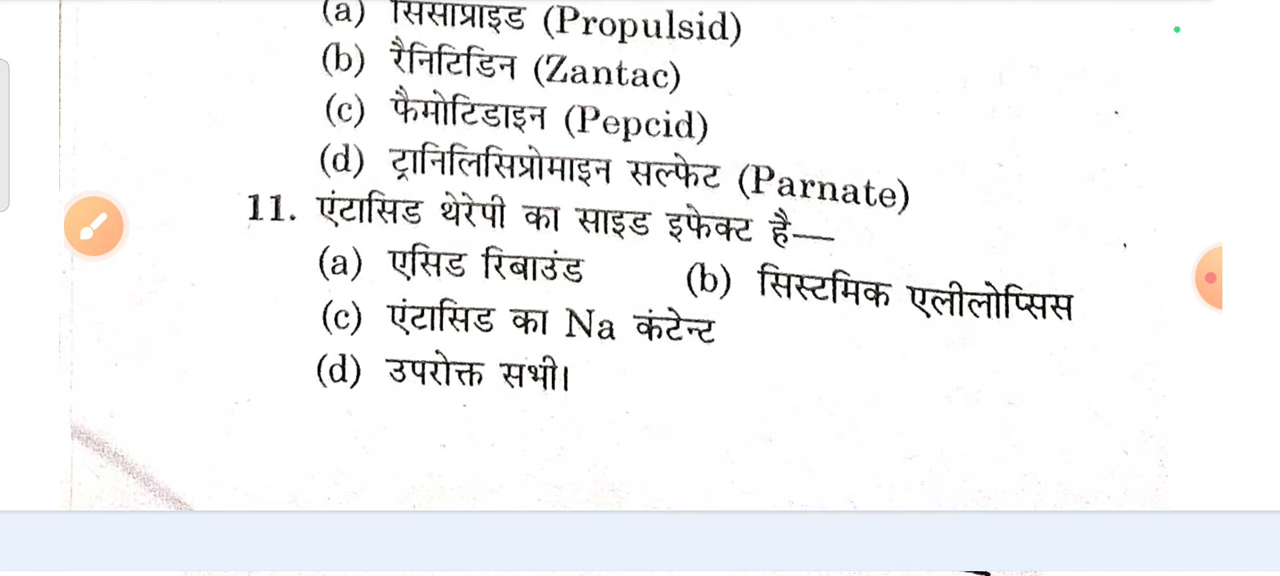 (a) सिसाप्राइड (Propulsid)
(b) रैनिटिडिन (Zantac)
(c) फैमोटिडाइन (Pepcid)
(d) ट्रानिलिसिप्रोमाइन सल्फेट (Parnate)
11. एंटासिड थेरेपी का साइड इफेक्ट है—
(a) एसिड रिबाउंड (b) सिस्टमिक एलीलोप्सिस
(c) एंटासिड का Na कंटेन्ट
(d) उपरोक्त सभी।